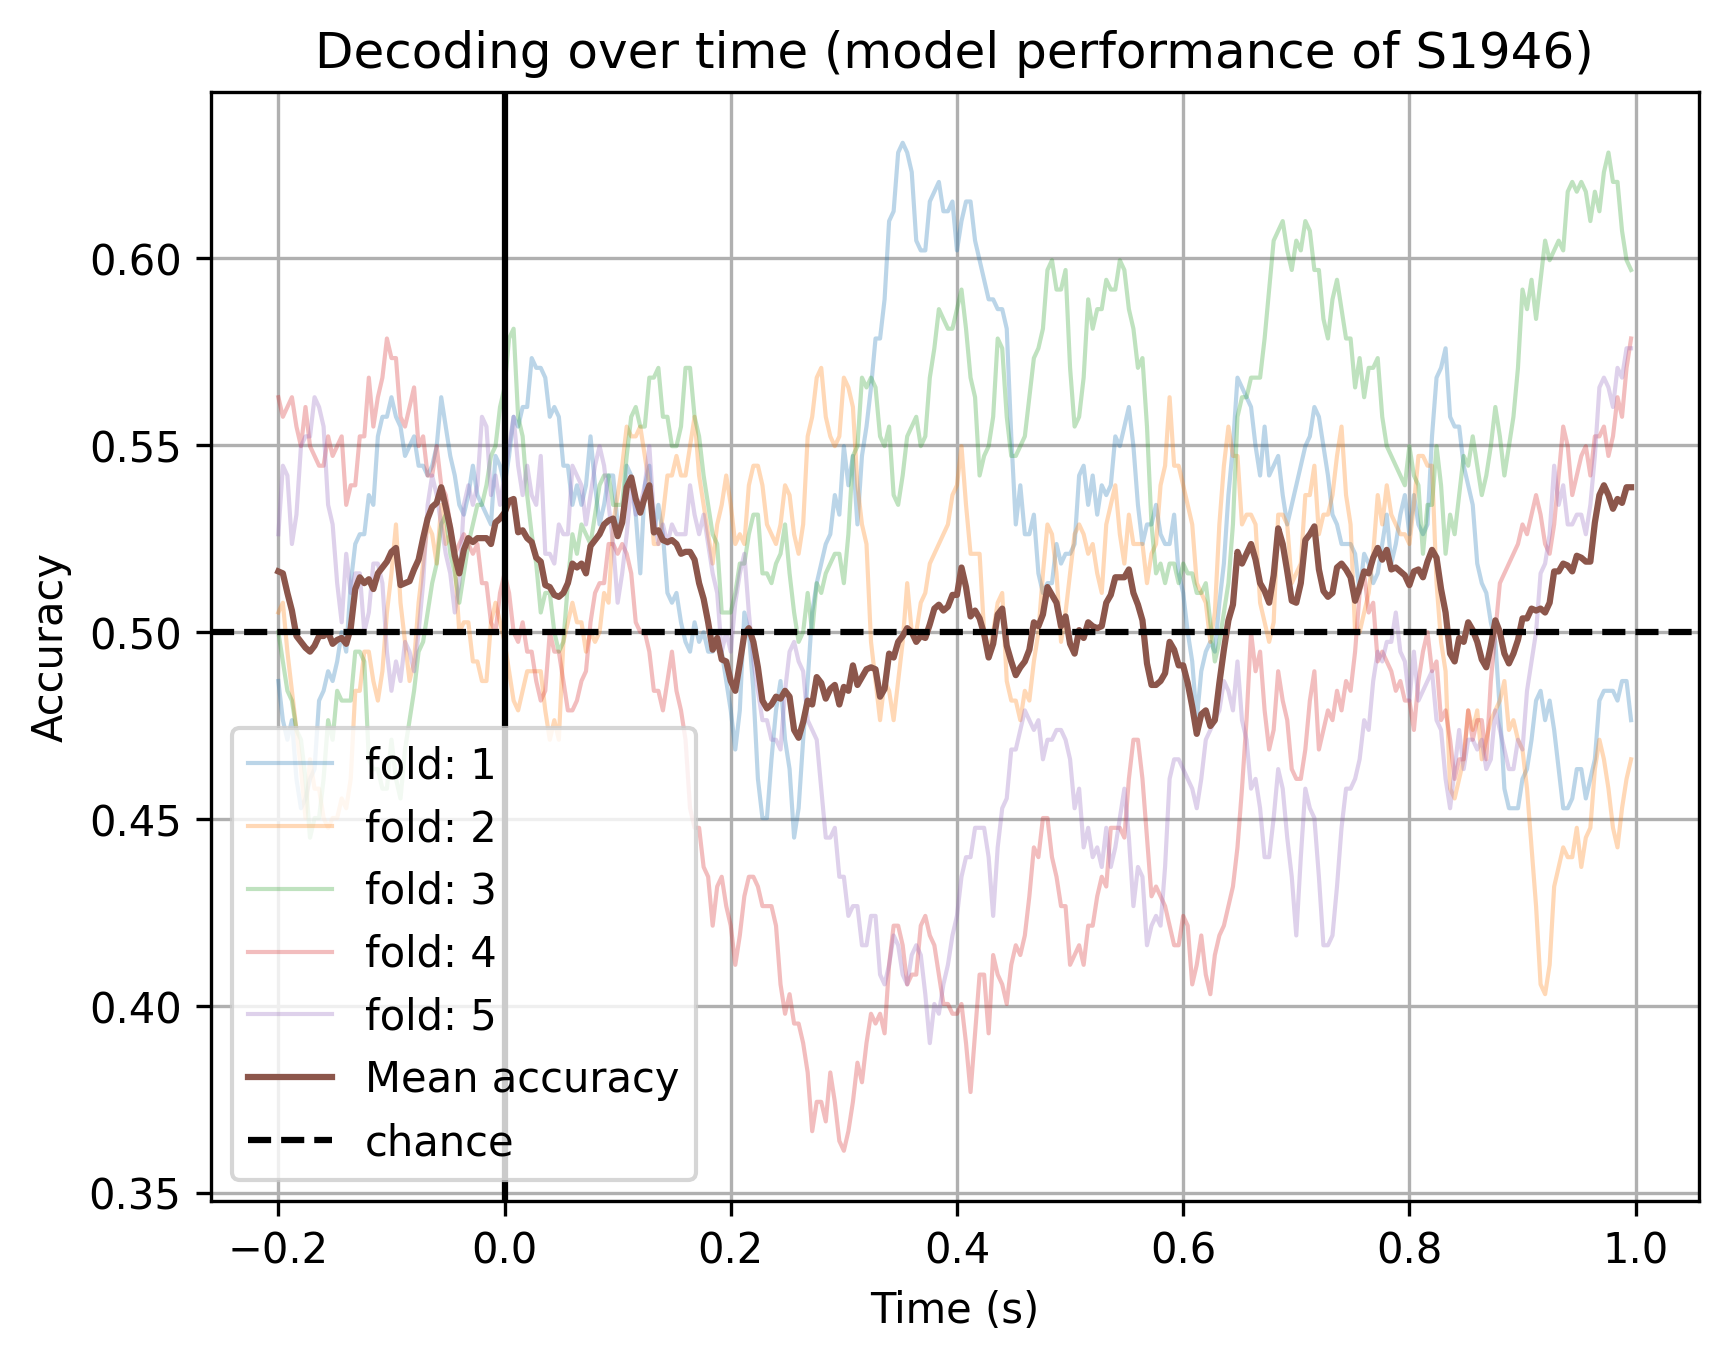 Decoding over time (model performance of S1946)
Accuracy
0.60
0.55
0.50
0.45
0.40
0.35
fold: 1
fold: 2
fold: 3
fold: 4
fold: 5
Mean accuracy
chance
−0.2
0.0
0.2
0.4
0.6
0.8
1.0
Time (s)